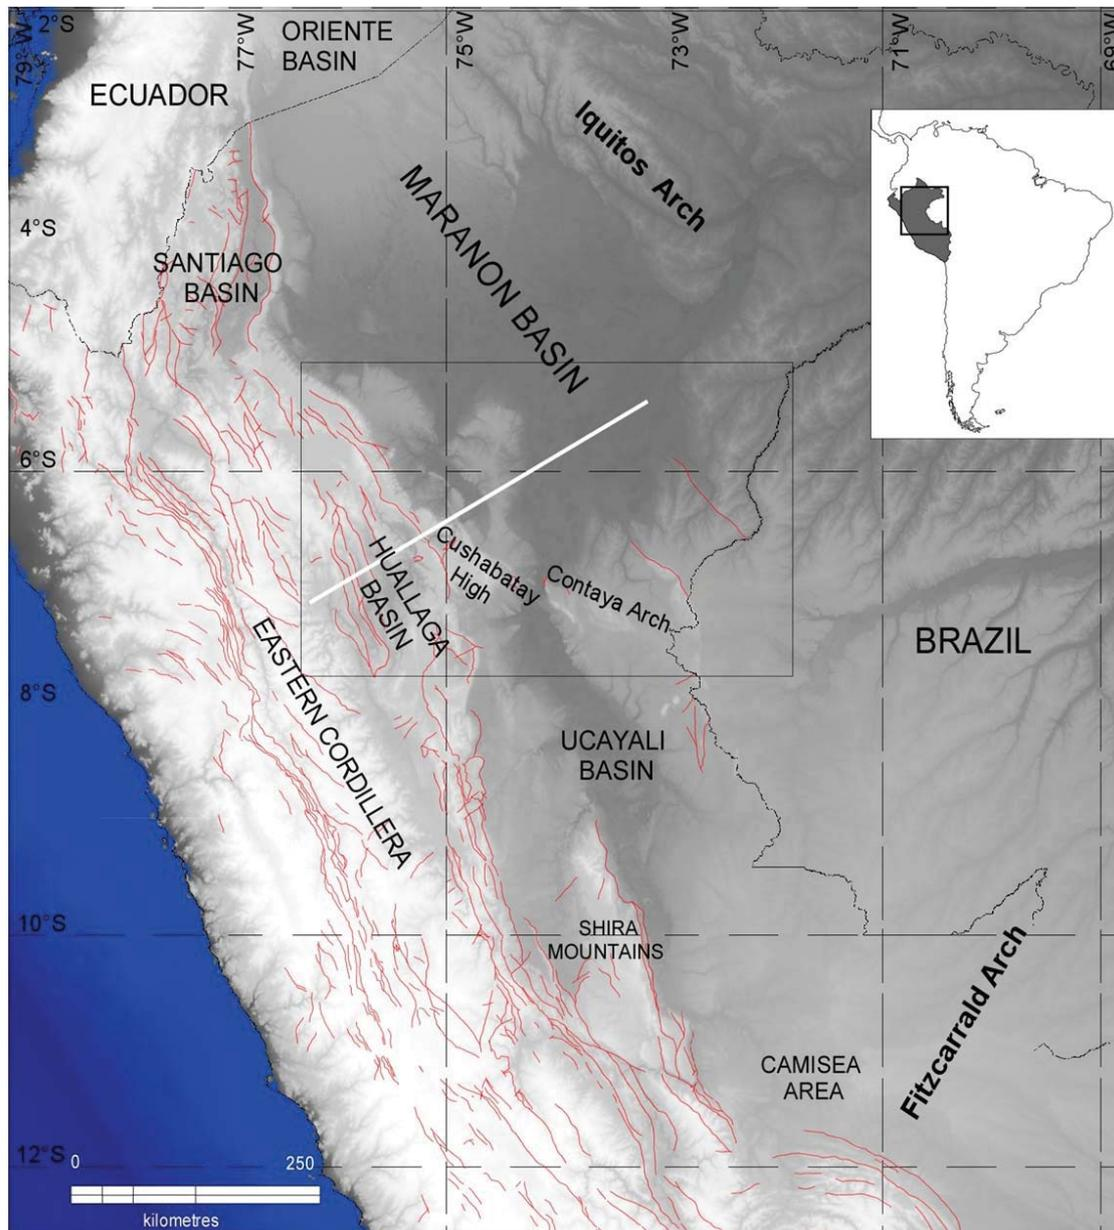 79°W
2°S
77°W
ORIENTE
BASIN
75°W
73°W
71°W
69°W
ECUADOR
Iquitos Arch
MARANON BASIN
4°S
SANTIAGO
BASIN
6°S
Cushabatay
High
HUALLAGA
BASIN
Contaya Arch
BRAZIL
EASTERN CORDILLERA
8°S
UCAYALI
BASIN
10°S
SHIRA
MOUNTAINS
Fitzcarrald Arch
CAMISEA
AREA
12°S
0
250
kilometres